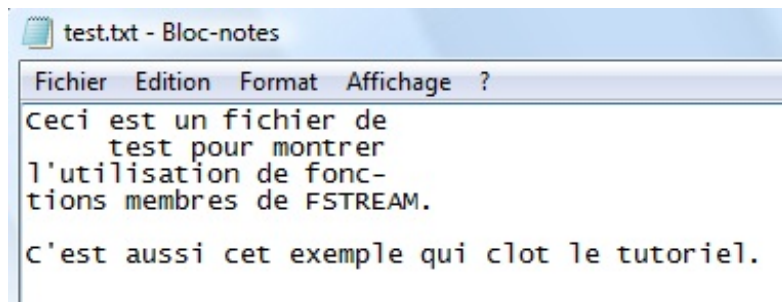 test.txt - Bloc-notes
Fichier Edition Format Affichage ?
Ceci est un fichier de
     test pour montrer
l'utilisation de fonc-
tions membres de FSTREAM.

C'est aussi cet exemple qui clot le tutoriel.